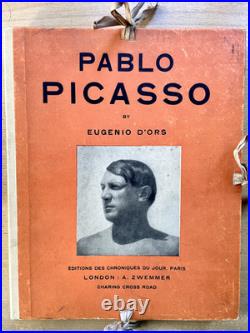 PABLO
PICASSO
BY
EUGENIO D'ORS
EDITIONS DES CHRONIQUES DU JOUR, PARIS
LONDON : A. ZWEMMER
CHARING CROSS ROAD